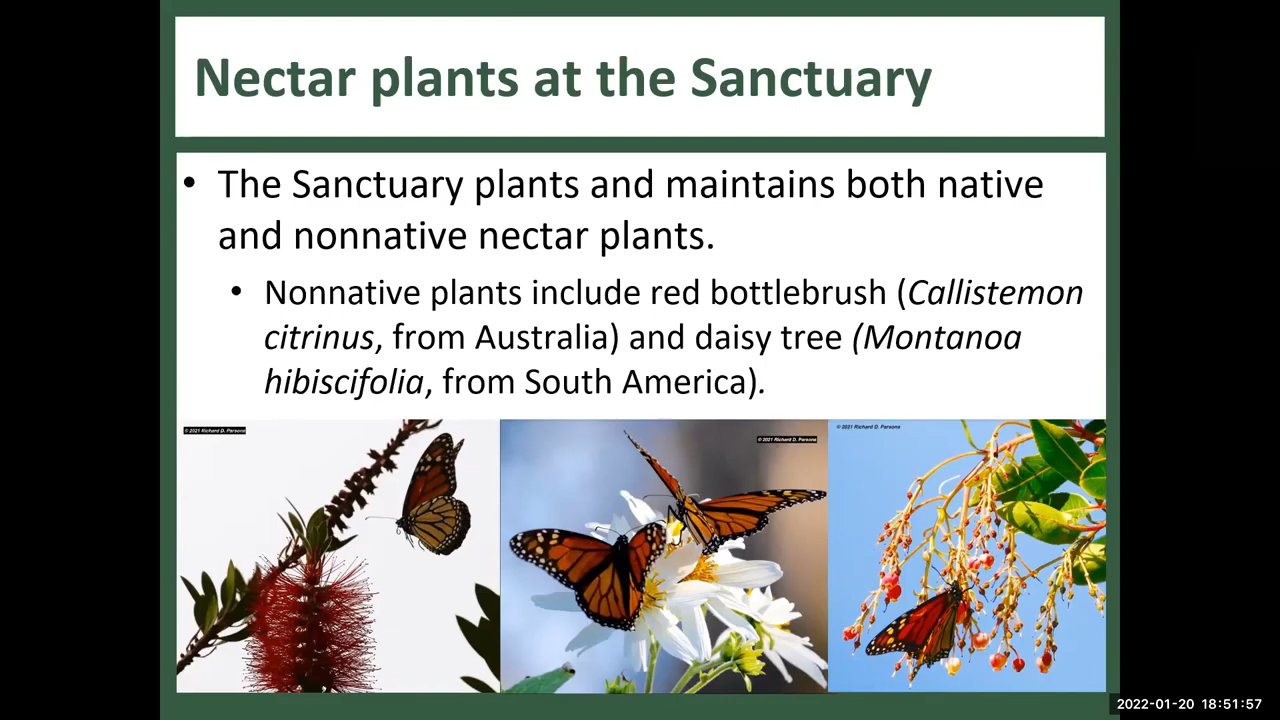 Nectar plants at the Sanctuary
• The Sanctuary plants and maintains both native
and nonnative nectar plants.
• Nonnative plants include red bottlebrush (Callistemon
citrinus, from Australia) and daisy tree (Montanoa
hibiscifolia, from South America).
© 2021 Richard D. Parsons
© 2021 Richard D. Parsons
© 2021 Richard D. Parsons
2022-01-20 18:51:57